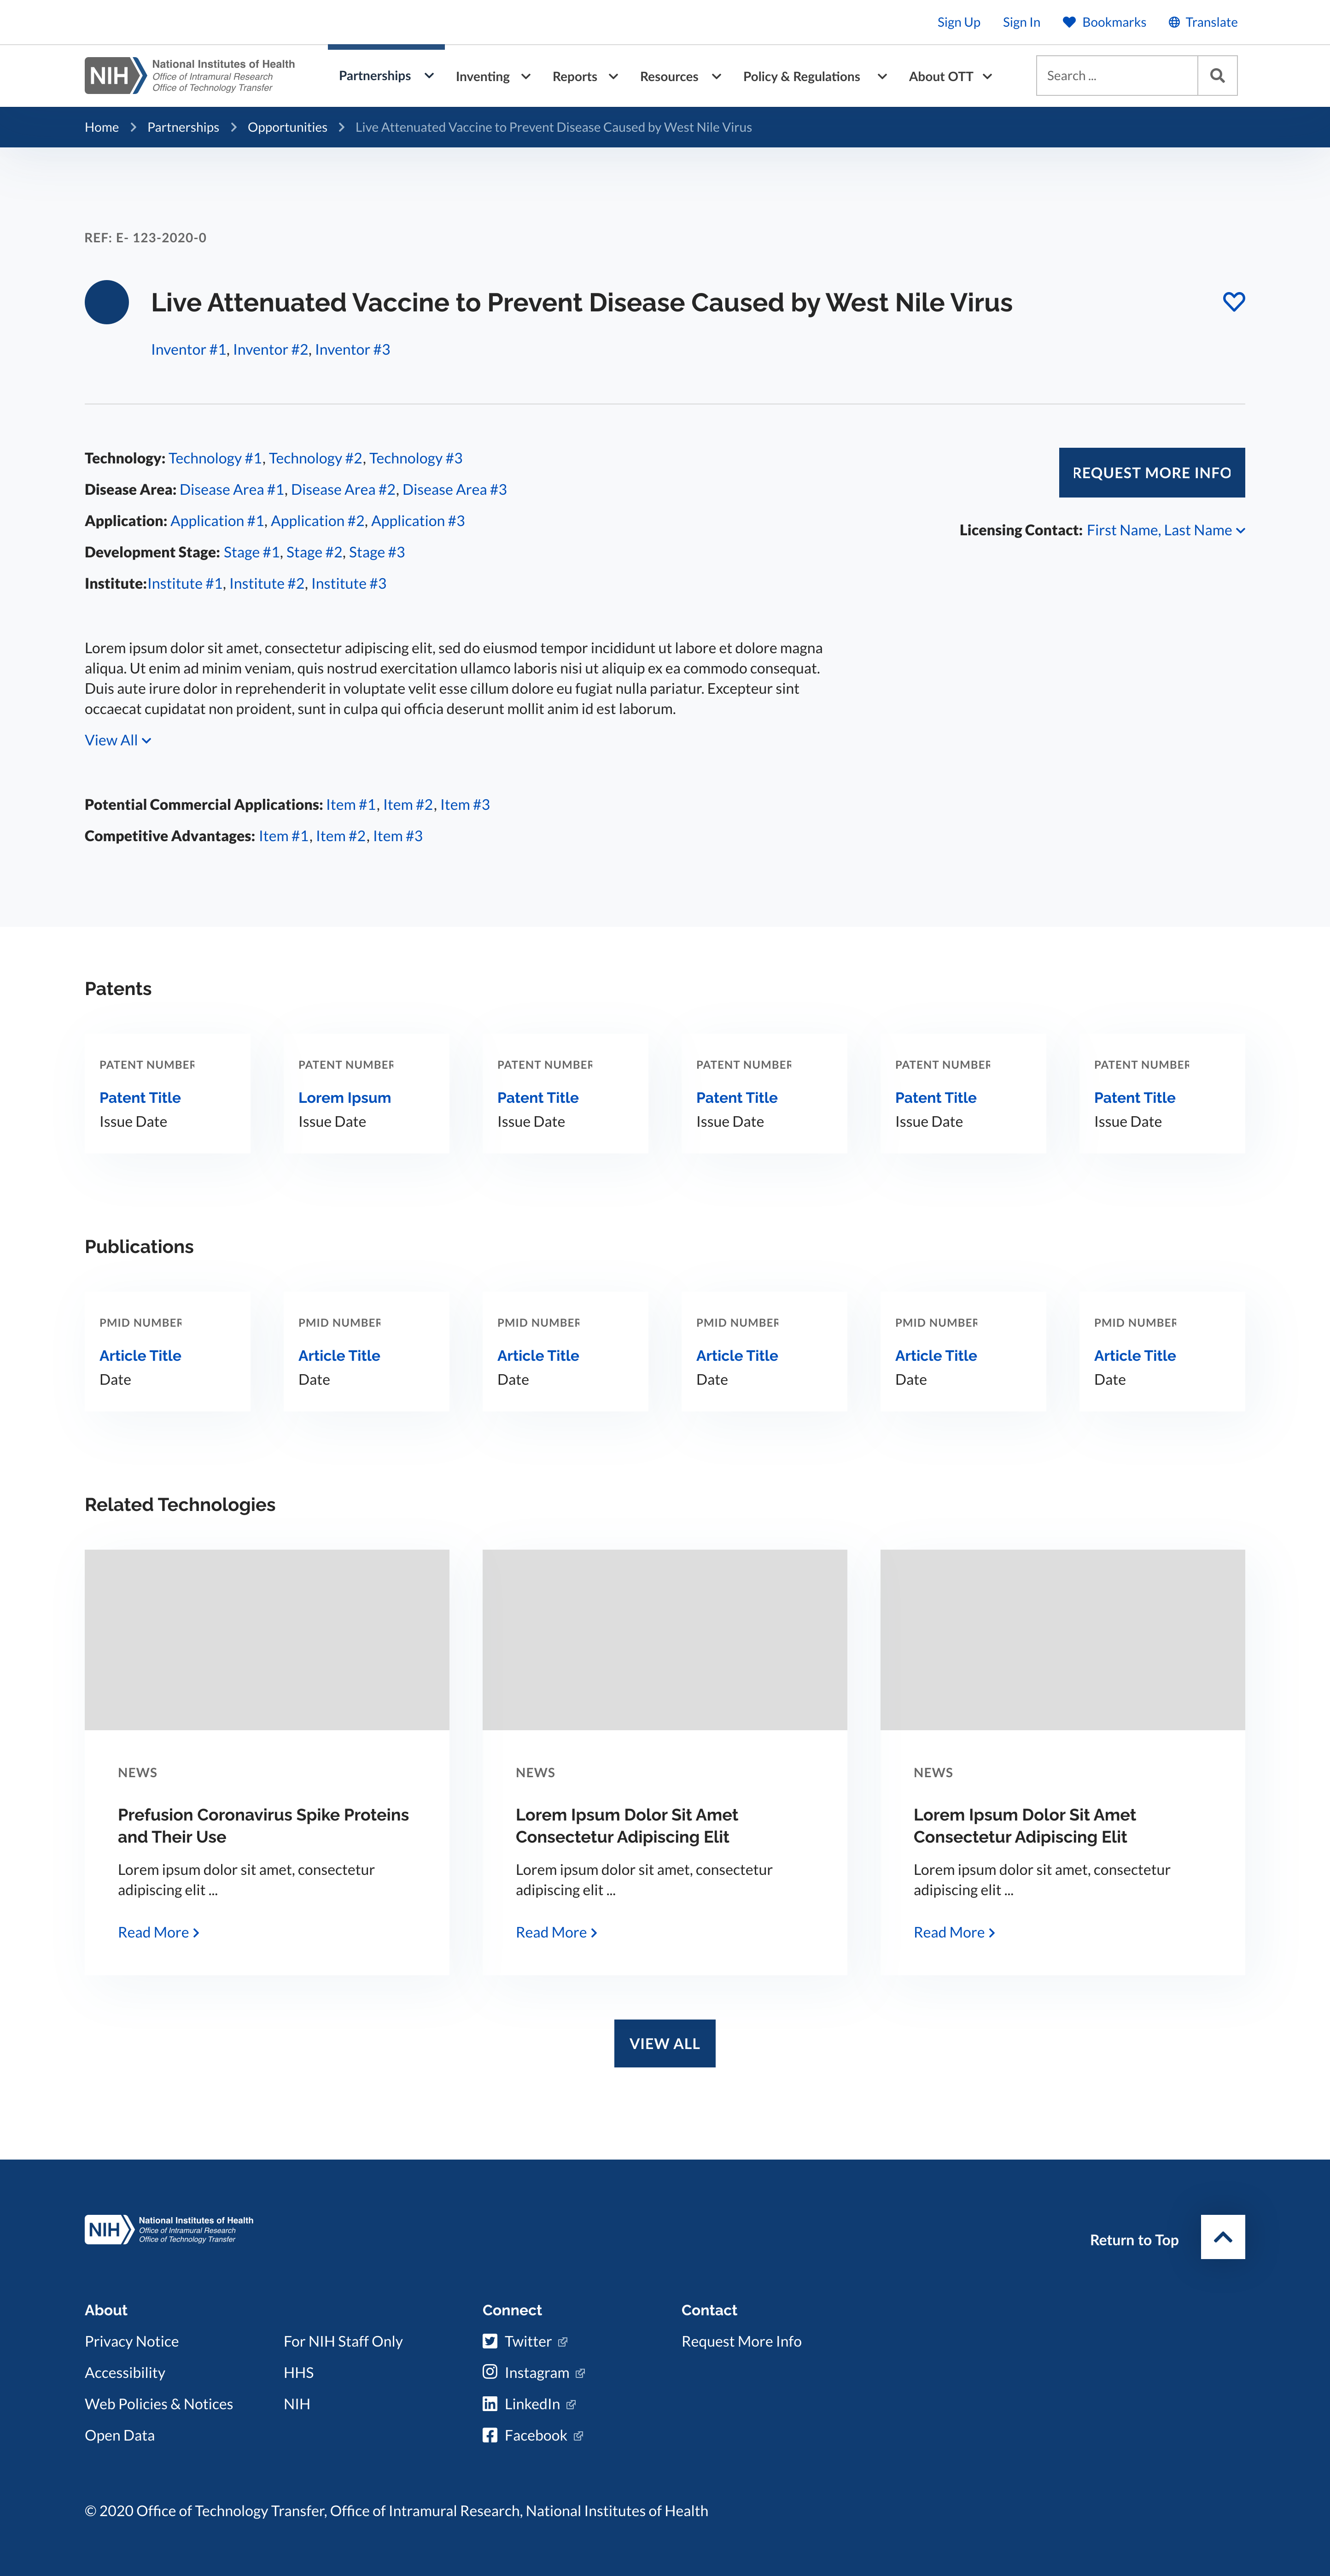 Sign Up Sign In Bookmarks Translate
NIH National Institutes of Health
Office of Intramural Research
Office of Technology Transfer
Partnerships Inventing Reports Resources Policy & Regulations About OTT Search ...
Home Partnerships Opportunities Live Attenuated Vaccine to Prevent Disease Caused by West Nile Virus
REF: E- 123-2020-0
Live Attenuated Vaccine to Prevent Disease Caused by West Nile Virus
Inventor #1, Inventor #2, Inventor #3
Technology: Technology #1, Technology #2, Technology #3
Disease Area: Disease Area #1, Disease Area #2, Disease Area #3
Application: Application #1, Application #2, Application #3
Development Stage: Stage #1, Stage #2, Stage #3
Institute:Institute #1, Institute #2, Institute #3
REQUEST MORE INFO
Licensing Contact: First Name, Last Name
Lorem ipsum dolor sit amet, consectetur adipiscing elit, sed do eiusmod tempor incididunt ut labore et dolore magna
aliqua. Ut enim ad minim veniam, quis nostrud exercitation ullamco laboris nisi ut aliquip ex ea commodo consequat.
Duis aute irure dolor in reprehenderit in voluptate velit esse cillum dolore eu fugiat nulla pariatur. Excepteur sint
occaecat cupidatat non proident, sunt in culpa qui officia deserunt mollit anim id est laborum.
View All
Potential Commercial Applications: Item #1, Item #2, Item #3
Competitive Advantages: Item #1, Item #2, Item #3
Patents
PATENT NUMBER
Patent Title
Issue Date
PATENT NUMBER
Lorem Ipsum
Issue Date
PATENT NUMBER
Patent Title
Issue Date
PATENT NUMBER
Patent Title
Issue Date
PATENT NUMBER
Patent Title
Issue Date
PATENT NUMBER
Patent Title
Issue Date
Publications
PMID NUMBER
Article Title
Date
PMID NUMBER
Article Title
Date
PMID NUMBER
Article Title
Date
PMID NUMBER
Article Title
Date
PMID NUMBER
Article Title
Date
PMID NUMBER
Article Title
Date
Related Technologies
NEWS
Prefusion Coronavirus Spike Proteins
and Their Use
Lorem ipsum dolor sit amet, consectetur
adipiscing elit ...
Read More
NEWS
Lorem Ipsum Dolor Sit Amet
Consectetur Adipiscing Elit
Lorem ipsum dolor sit amet, consectetur
adipiscing elit ...
Read More
NEWS
Lorem Ipsum Dolor Sit Amet
Consectetur Adipiscing Elit
Lorem ipsum dolor sit amet, consectetur
adipiscing elit ...
Read More
VIEW ALL
NIH National Institutes of Health
Office of Intramural Research
Office of Technology Transfer
Return to Top
About
Privacy Notice
Accessibility
Web Policies & Notices
Open Data
For NIH Staff Only
HHS
NIH
Connect
Twitter
Instagram
LinkedIn
Facebook
Contact
Request More Info
© 2020 Office of Technology Transfer, Office of Intramural Research, National Institutes of Health